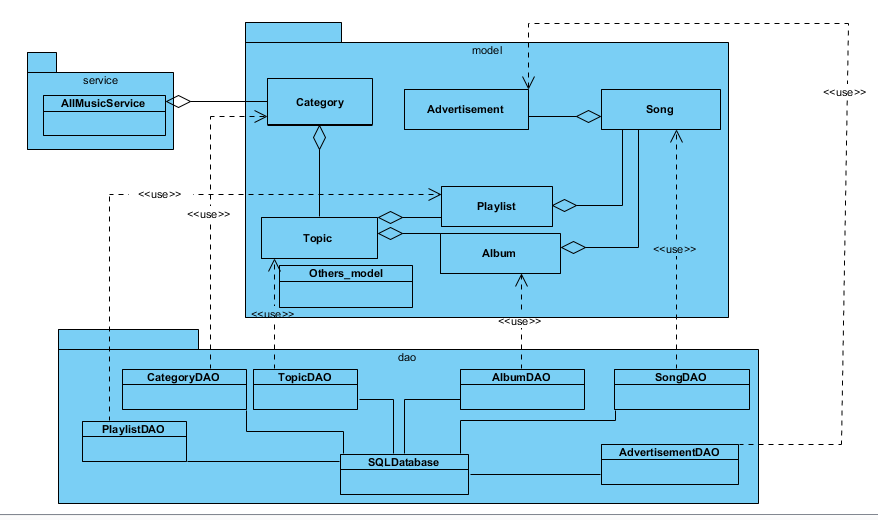 model
service
Category
AllMusicService
Advertisement
Song
<<use>>
<<use>>
Playlist
<<use>>
Topic
Album
<<use>>
Others_model
<<use>>
<<use>>
dao
CategoryDAO
TopicDAO
AlbumDAO
SongDAO
PlaylistDAO
AdvertisementDAO
SQLDatabase